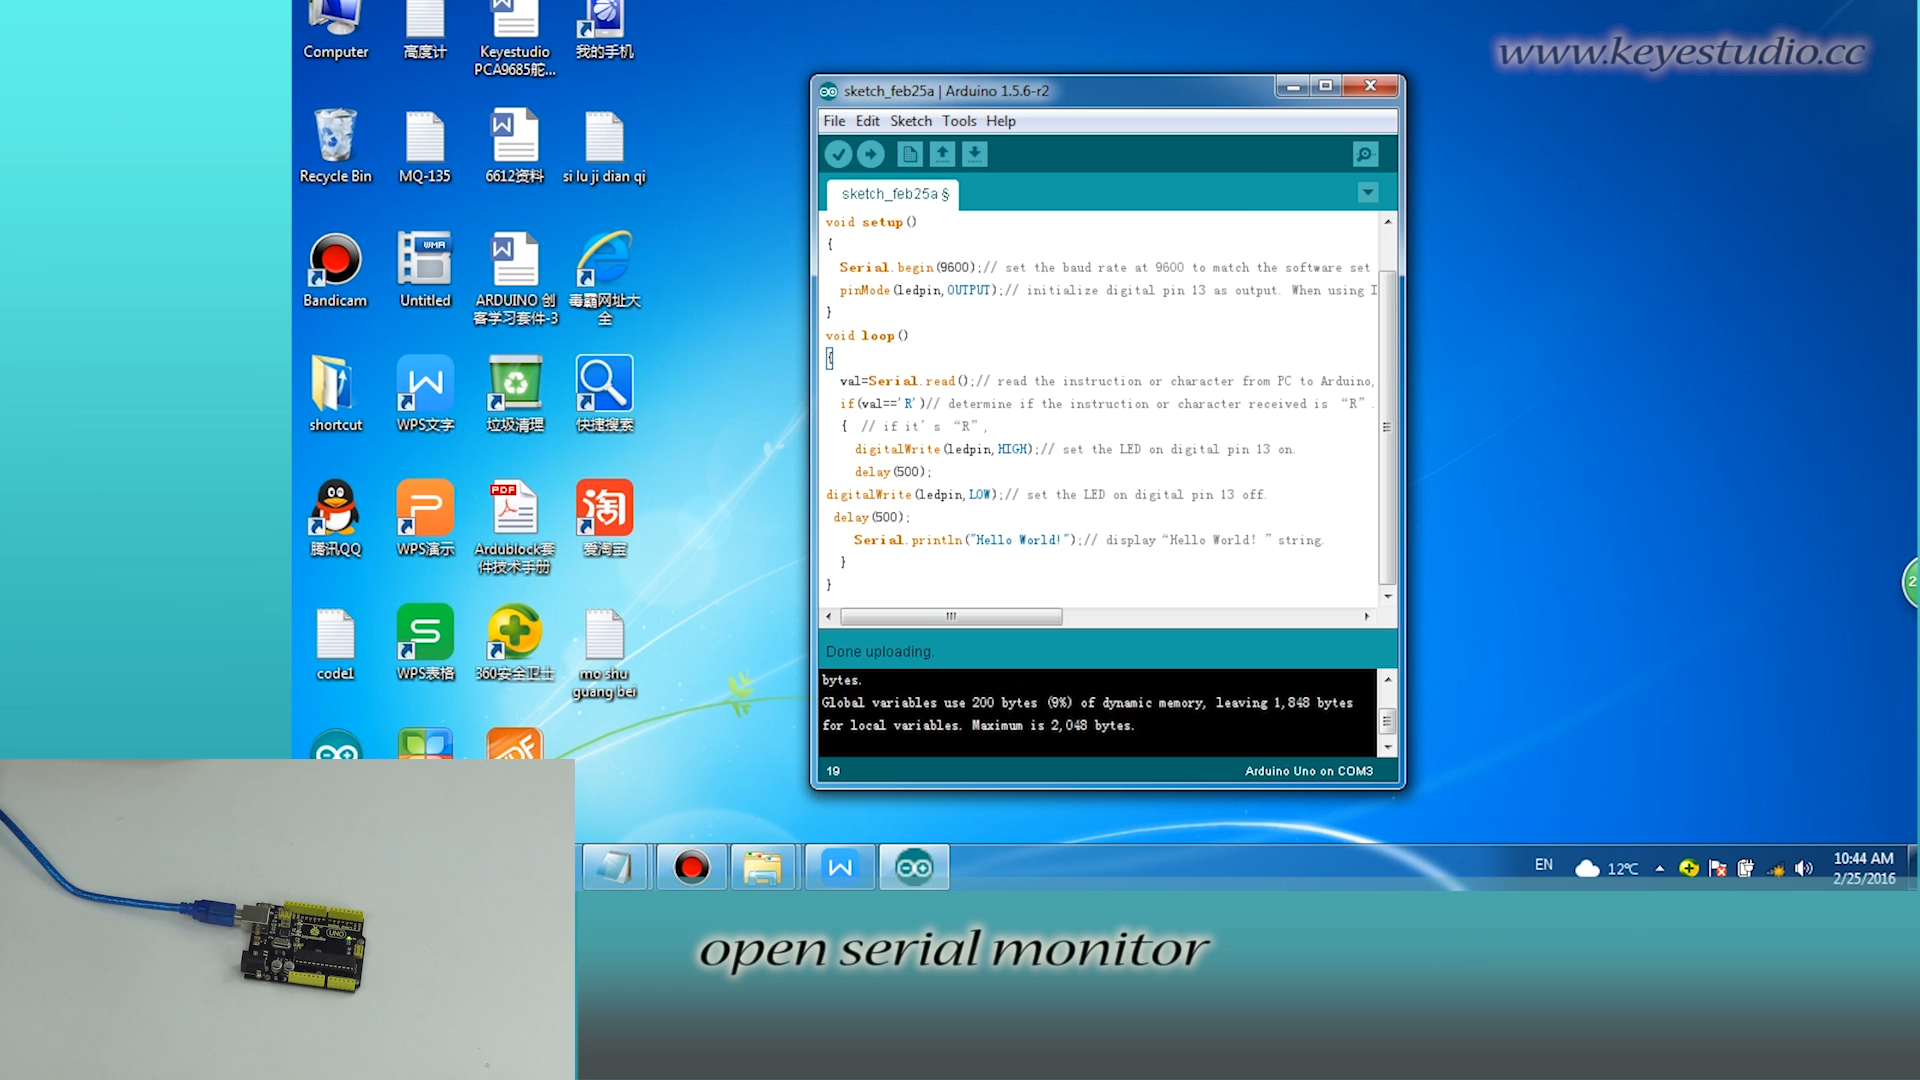 www.keyestudio.cc
Computer
高度计
Keyestudio
PCA9685舵...
我的手机
Recycle Bin
MQ-135
6612资料
si lu ji dian qi
Bandicam
WMA
Untitled
ARDUINO 创
客学习套件-3
毒霸网址大
全
shortcut
WPS文字
垃圾清理
快捷搜索
腾讯QQ
WPS演示
PDF
Ardublock套
件技术手册
淘
爱淘宝
code1
WPS表格
360安全卫士
mo shu
guang bei
sketch_feb25a | Arduino 1.5.6-r2
File Edit Sketch Tools Help
sketch_feb25a §
void setup()
{
Serial.begin(9600);// set the baud rate at 9600 to match the software set
pinMode(ledpin,OUTPUT);// initialize digital pin 13 as output. When using I
}
void loop()
{
val=Serial.read();// read the instruction or character from PC to Arduino,
if(val=='R')// determine if the instruction or character received is “R”.
{ // if it’s “R”,
digitalWrite(ledpin,HIGH);// set the LED on digital pin 13 on.
delay(500);
digitalWrite(ledpin,LOW);// set the LED on digital pin 13 off.
delay(500);
Serial.println("Hello World!");// display“Hello World! ”string.
}
}
Done uploading.
bytes.
Global variables use 200 bytes (9%) of dynamic memory, leaving 1,848 bytes
for local variables. Maximum is 2,048 bytes.
19
Arduino Uno on COM3
2
EN
12℃
10:44 AM
2/25/2016
keyestudio
UNO
open serial monitor